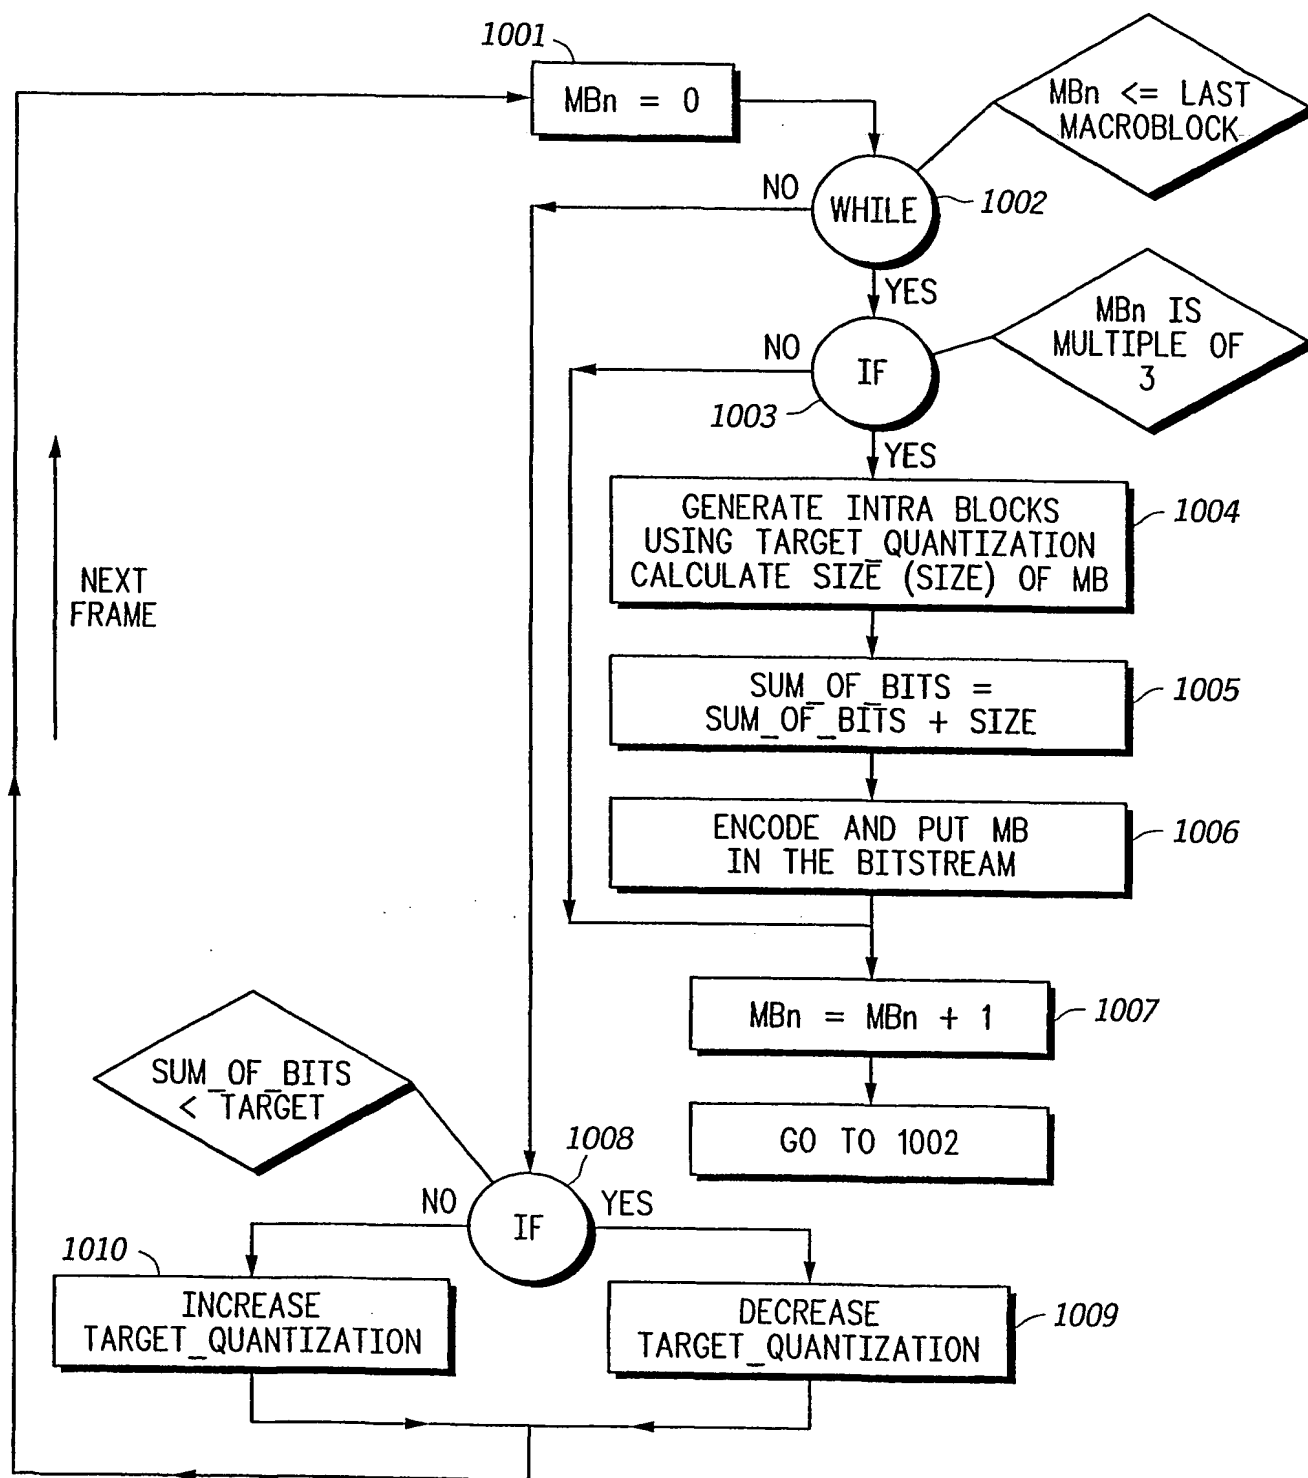 1001
MBn = 0
MBn <= LAST
MACROBLOCK
NO
WHILE
1002
YES
MBn IS
MULTIPLE OF
3
NO
IF
1003
YES
GENERATE INTRA BLOCKS
USING TARGET_QUANTIZATION
CALCULATE SIZE (SIZE) OF MB
1004
NEXT
FRAME
SUM_OF_BITS =
SUM_OF_BITS + SIZE
1005
ENCODE AND PUT MB
IN THE BITSTREAM
1006
MBn = MBn + 1
1007
SUM_OF_BITS
< TARGET
GO TO 1002
1008
NO
IF
YES
1010
INCREASE
TARGET_QUANTIZATION
DECREASE
TARGET_QUANTIZATION
1009